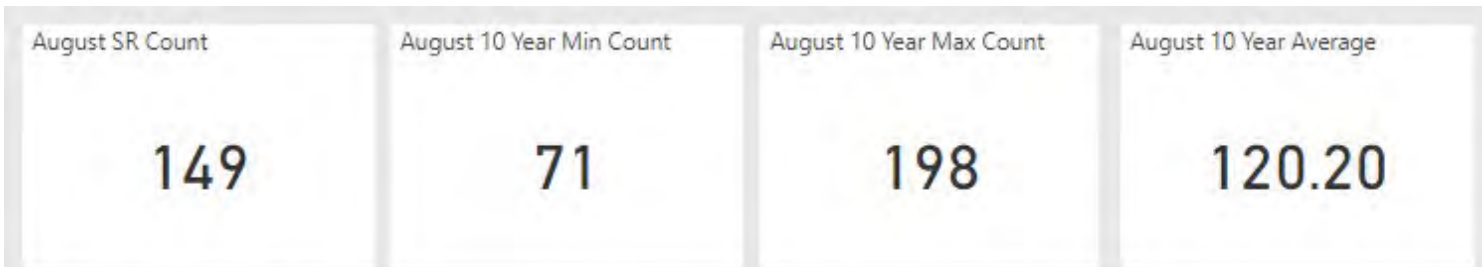 August SR Count
149
August 10 Year Min Count
71
August 10 Year Max Count
198
August 10 Year Average
120.20